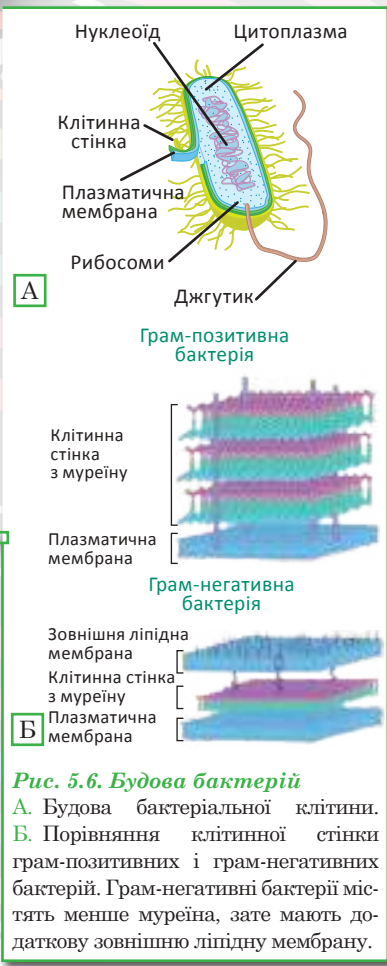 Нуклеоїд
Цитоплазма
Клітинна
стінка
Плазматична
мембрана
Рибосоми
Джгутик
А
Грам-позитивна
бактерія
Клітинна
стінка
з муреїну
Плазматична
мембрана
Грам-негативна
бактерія
Зовнішня ліпідна
мембрана
Клітинна стінка
з муреїну
Плазматична
мембрана
Б
Рис. 5.6. Будова бактерій
А. Будова бактеріальної клітини.
Б. Порівняння клітинної стінки
грам-позитивних і грам-негативних
бактерій. Грам-негативні бактерії міс-
тять менше муреїна, зате мають до-
даткову зовнішню ліпідну мембрану.